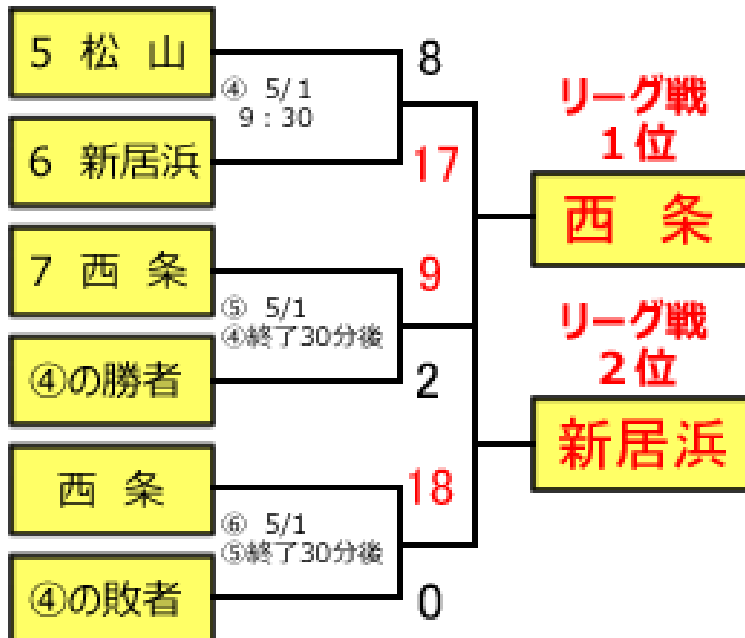 5 松 山
④ 5/1
9：30
8
6 新居浜
17
7 西 条
⑤ 5/1
④終了30分後
9
④の勝者
2
西 条
⑥ 5/1
⑤終了30分後
18
④の敗者
0
リーグ戦
１位
西 条
リーグ戦
２位
新居浜